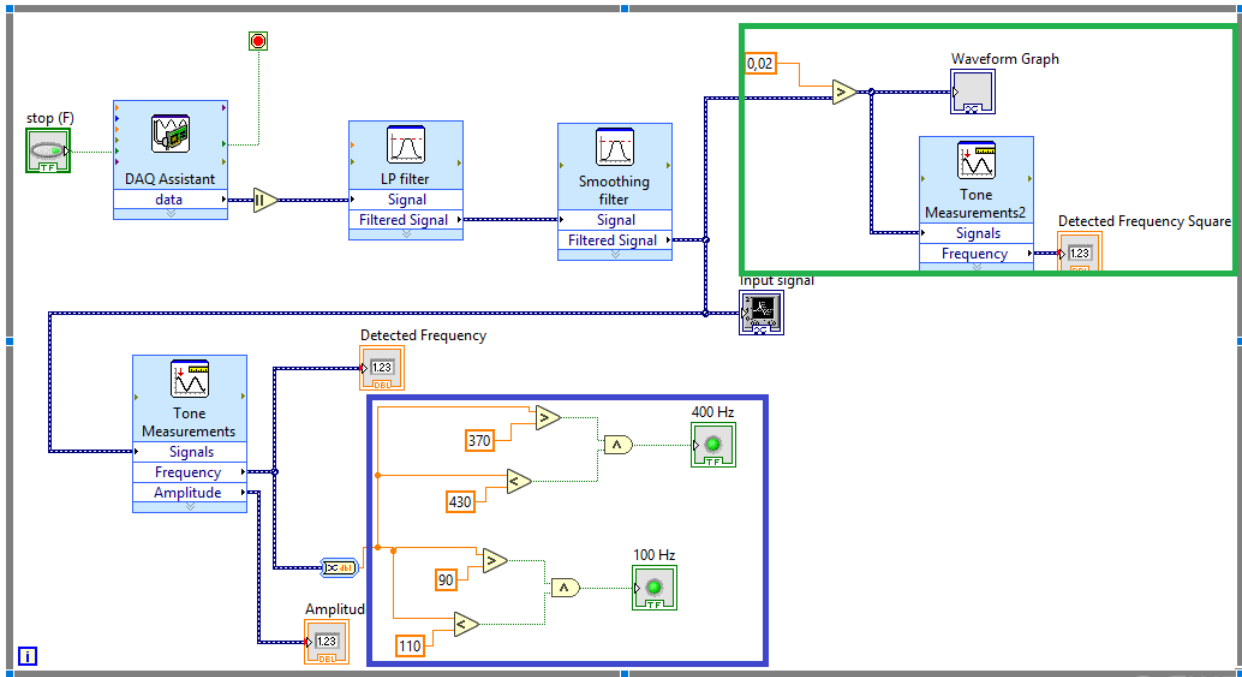 stop (F)
TF
DAQ Assistant
data
LP filter
Signal
Filtered Signal
Smoothing
filter
Signal
Filtered Signal
0,02
>
Waveform Graph
Tone
Measurements2
Signals
Frequency
Detected Frequency Square
1.23
DBL
Input signal
Tone
Measurements
Signals
Frequency
Amplitude
Detected Frequency
1.23
DBL
dbl
Amplitud
1.23
DBL
>
370
<
430
400 Hz
TF
>
90
<
110
100 Hz
TF
i